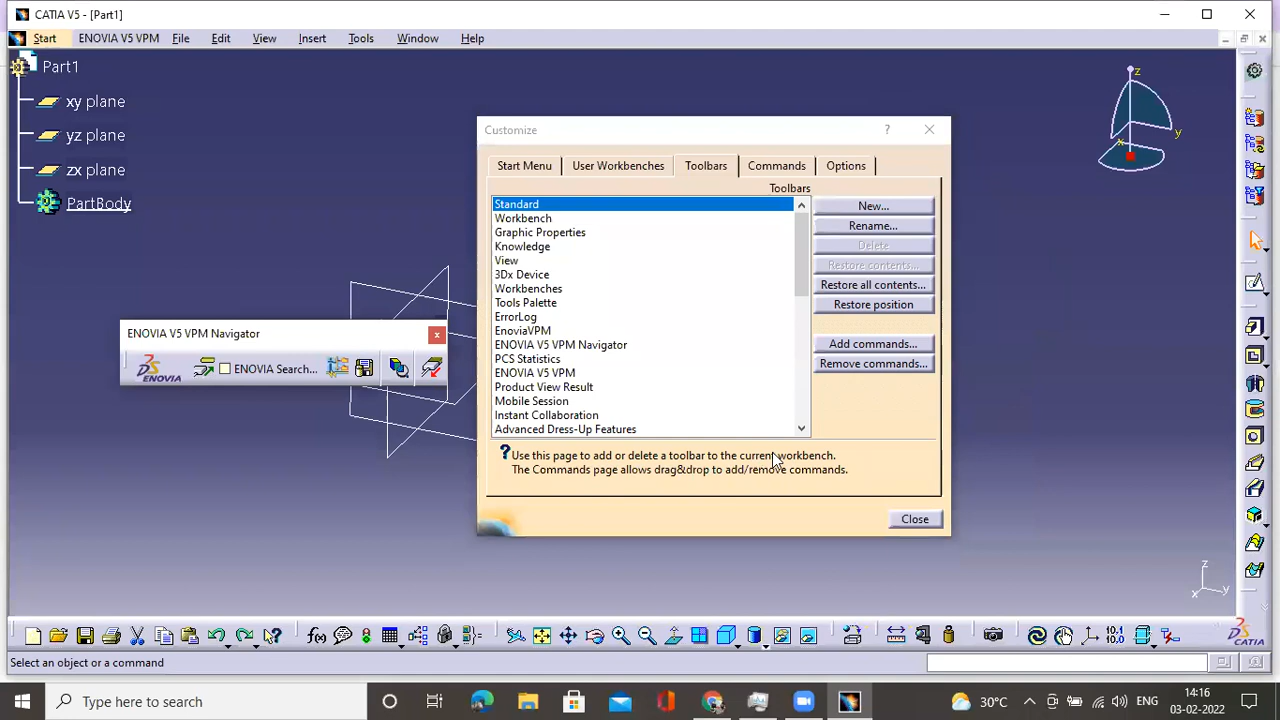 CATIA V5 - [Part1]
Start ENOVIA V5 VPM File Edit View Insert Tools Window Help
Part1
xy plane
yz plane
zx plane
PartBody
z
y
x
ENOVIA V5 VPM Navigator x
ENOVIA
ENOVIA Search...
Customize ?
Start Menu User Workbenches Toolbars Commands Options
Toolbars
Standard
Workbench
Graphic Properties
Knowledge
View
3Dx Device
Workbenches
Tools Palette
ErrorLog
EnoviaVPM
ENOVIA V5 VPM Navigator
PCS Statistics
ENOVIA V5 VPM
Product View Result
Mobile Session
Instant Collaboration
Advanced Dress-Up Features
New...
Rename...
Delete
Restore contents...
Restore all contents...
Restore position
Add commands...
Remove commands...
? Use this page to add or delete a toolbar to the current workbench.
The Commands page allows drag&drop to add/remove commands.
Close
z
x y
f(x) 10:1 10,0
CATIA
Select an object or a command
Type here to search
30°C
ENG
14:16
03-02-2022